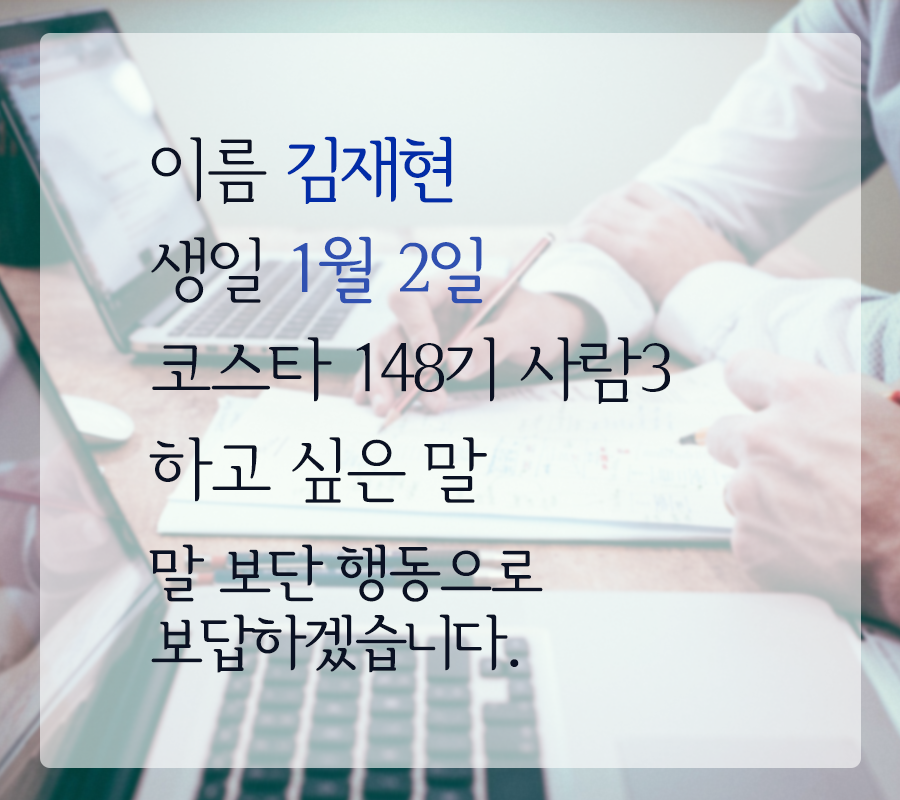 이름 김재현
생일 1월 2일
코스타 148기 사람3
하고 싶은 말
말 보단 행동으로
보답하겠습니다.